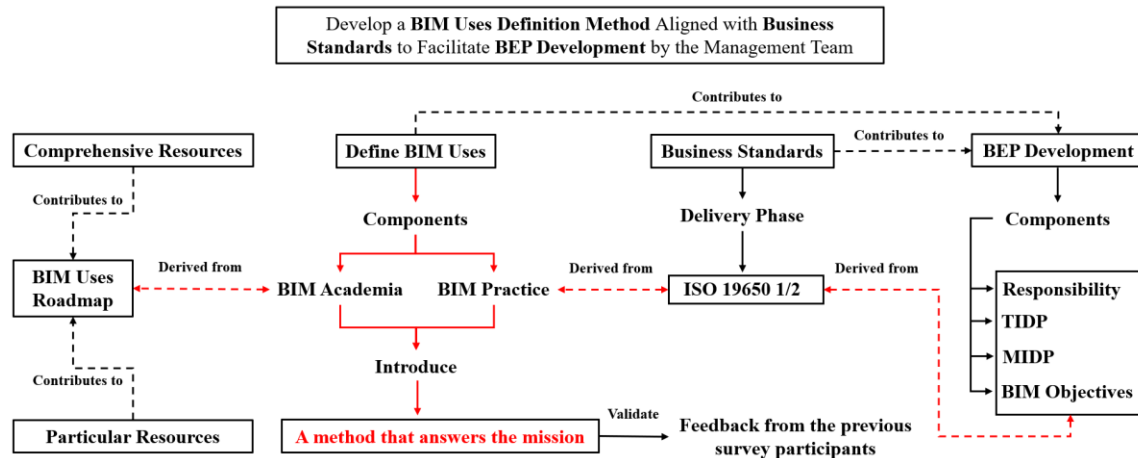 Develop a BIM Uses Definition Method Aligned with Business
Standards to Facilitate BEP Development by the Management Team
Contributes to
Comprehensive Resources
Define BIM Uses
Business Standards
Contributes to
BEP Development
Contributes to
Components
Delivery Phase
Components
BIM Uses
Roadmap
Derived from
BIM Academia
BIM Practice
Derived from
ISO 19650 1/2
Derived from
Responsibility
TIDP
MIDP
BIM Objectives
Contributes to
Introduce
Particular Resources
A method that answers the mission
Validate
Feedback from the previous
survey participants